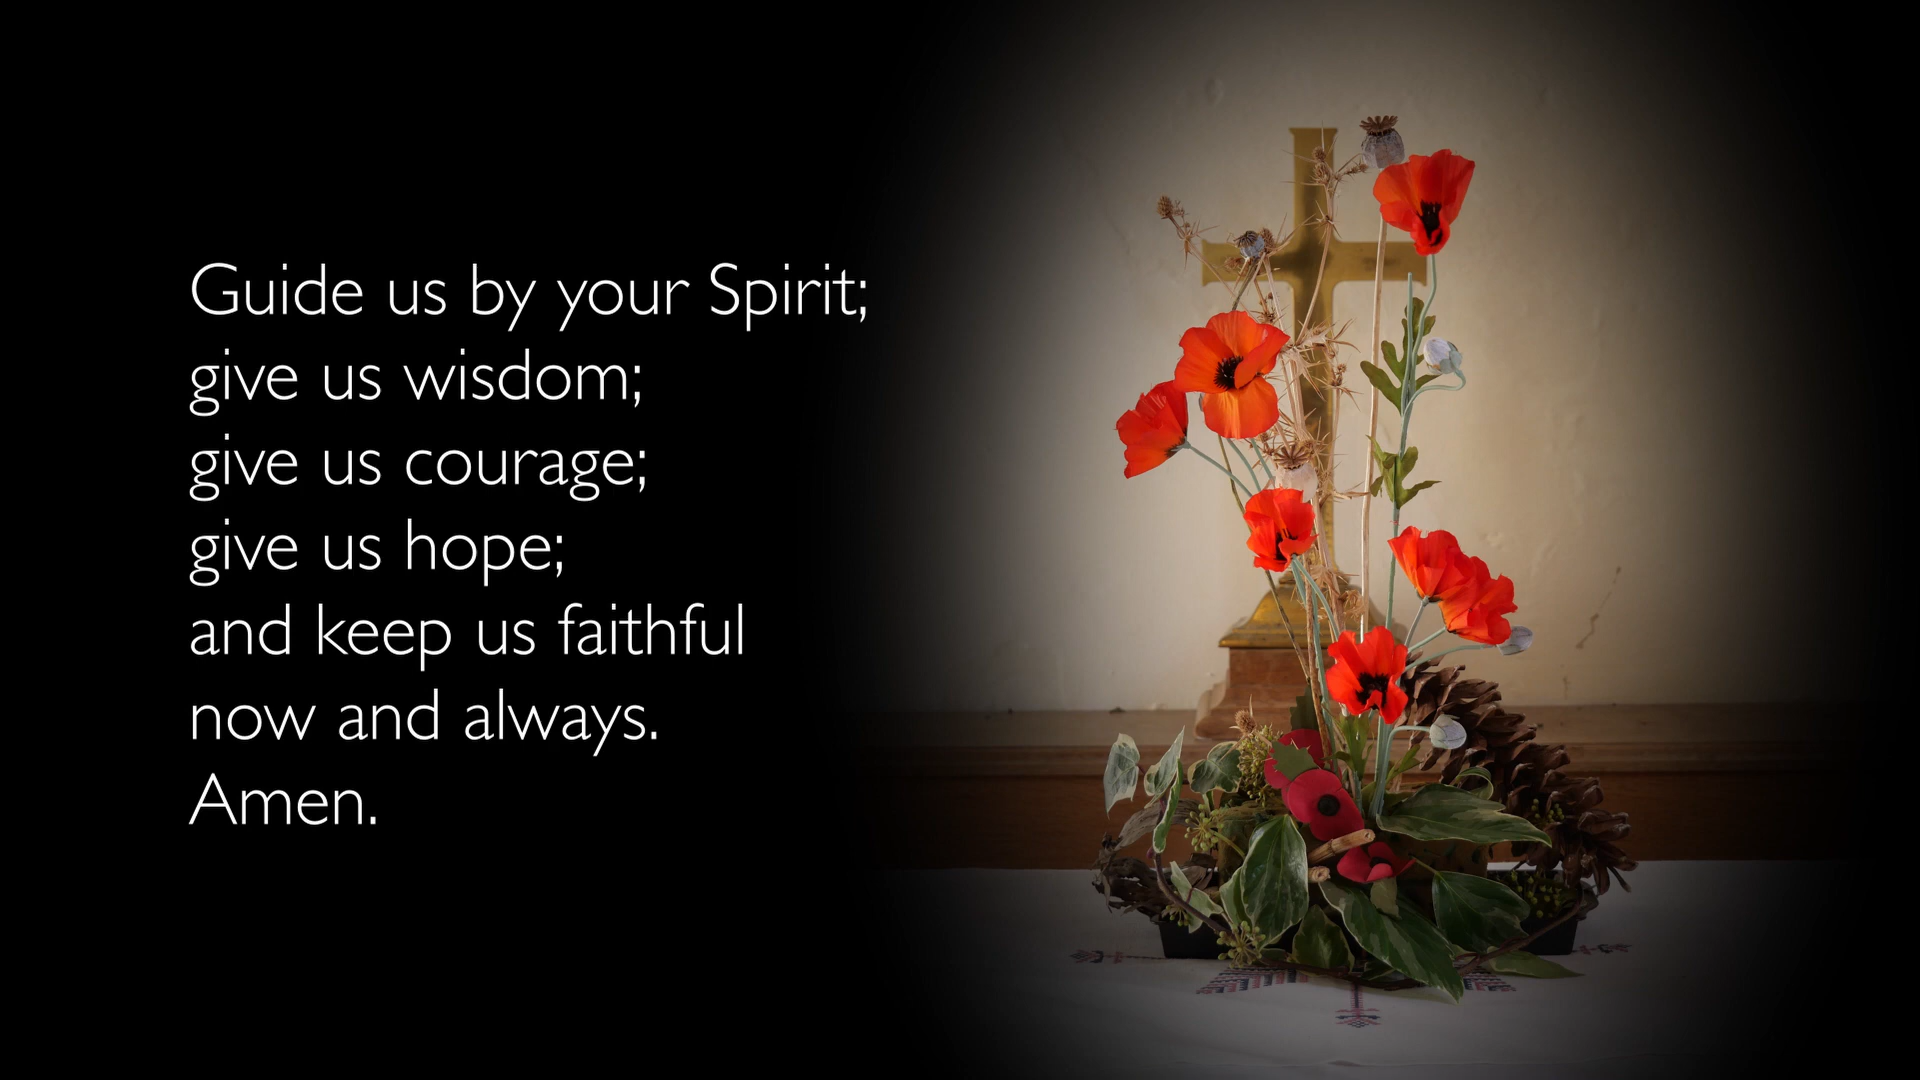 Guide us by your Spirit;
give us wisdom;
give us courage;
give us hope;
and keep us faithful
now and always.
Amen.